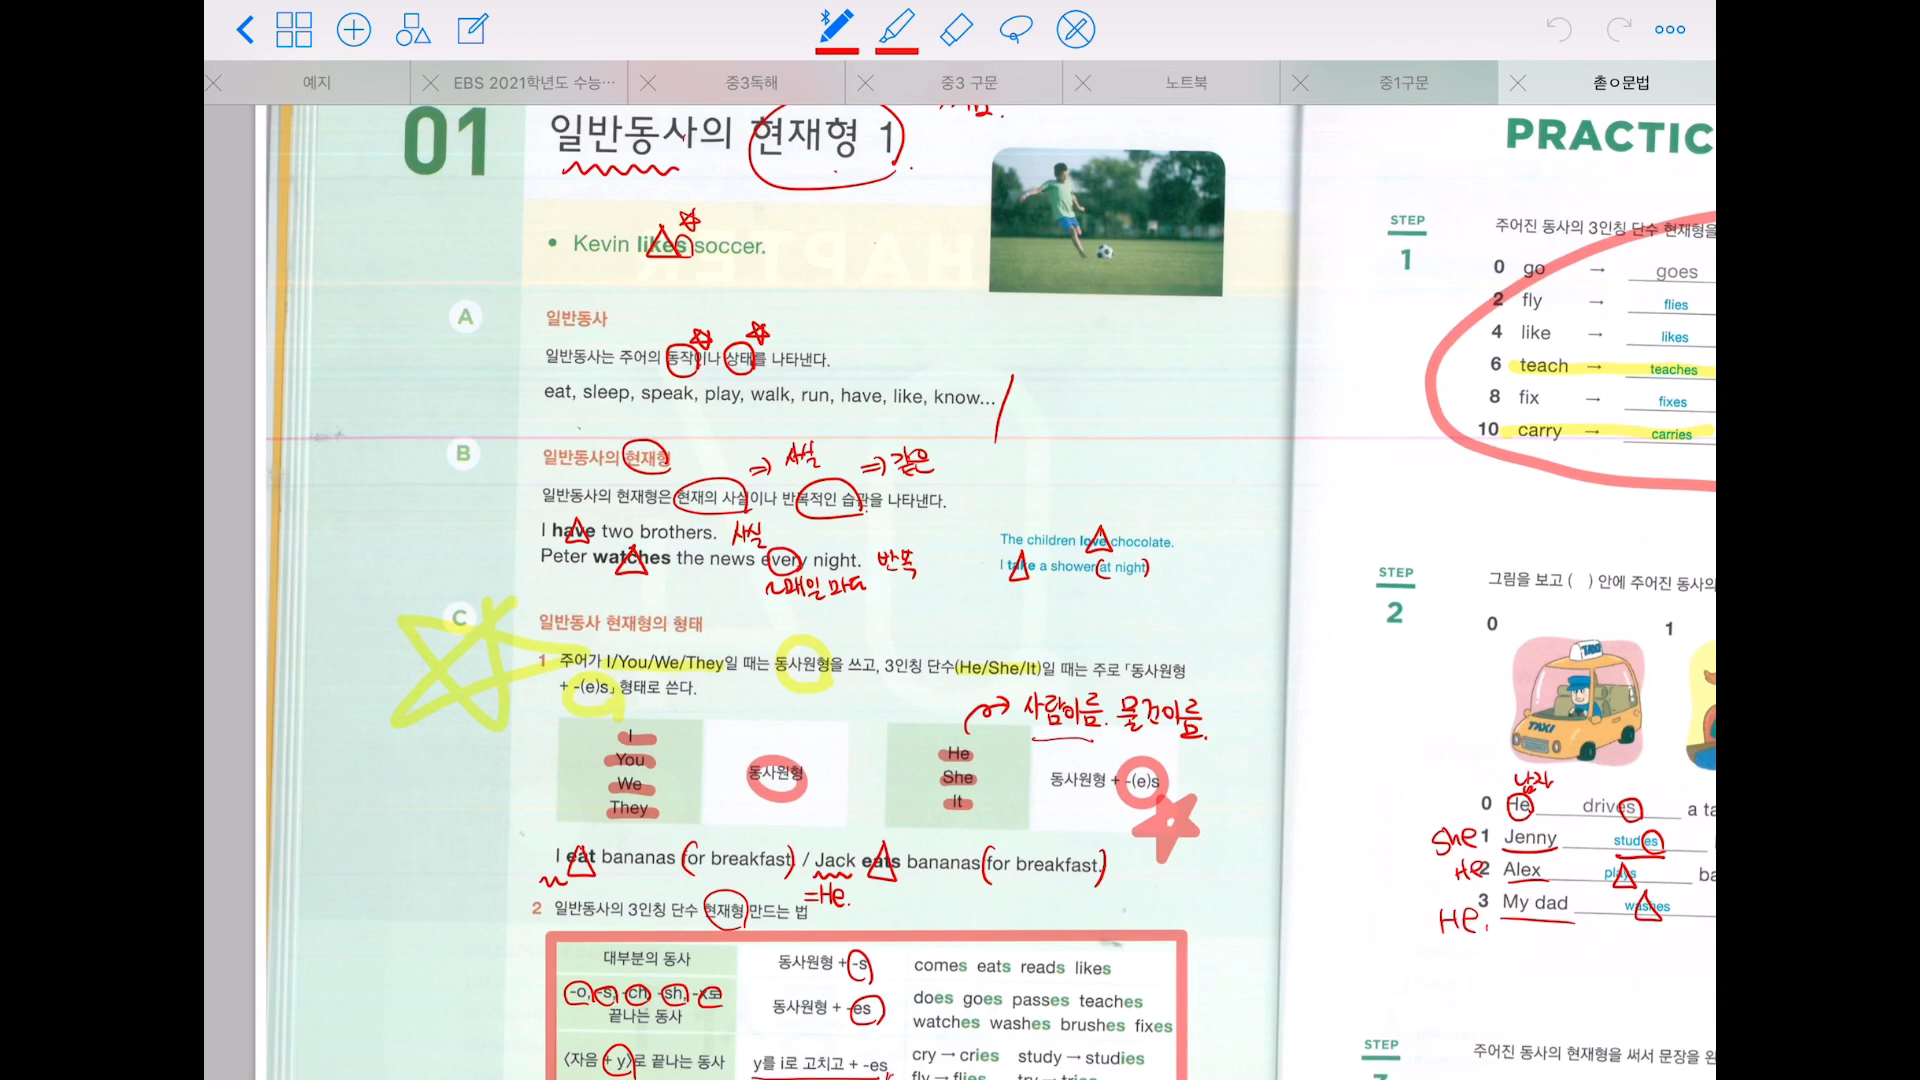 예지
EBS 2021학년도 수능…
중3독해
중3 구문
노트북
중1구문
촏ㅇ문법
01
일반동사의 현재형 1
Kevin likes soccer.
A
일반동사
일반동사는 주어의 동작이나 상태를 나타낸다.
eat, sleep, speak, play, walk, run, have, like, know...
B
일반동사의 현재형
⇒ 사실 ⇒ 같은
일반동사의 현재형은 현재의 사실이나 반복적인 습관을 나타낸다.
I have two brothers. 사실
Peter watches the news every night. 반복
매일 마다
The children love chocolate.
I take a shower (at night)
C
일반동사 현재형의 형태
1 주어가 I/You/We/They일 때는 동사원형을 쓰고, 3인칭 단수(He/She/It)일 때는 주로 「동사원형
+ -(e)s」 형태로 쓴다.
사람이름. 물건이름.
I
You
We
They
동사원형
He
She
It
동사원형 + -(e)s
I eat bananas (for breakfast.) / Jack eats bananas (for breakfast.)
=He.
2 일반동사의 3인칭 단수 현재형 만드는 법
대부분의 동사 동사원형 + -s comes eats reads likes
-o, -s, -ch, -sh, -x로
끝나는 동사
동사원형 + -es
does goes passes teaches
watches washes brushes fixes
〈자음 + y〉로 끝나는 동사 y를 i로 고치고 + -es
cry → cries study → studies
fly → flies try → tries
PRACTIC
STEP
1
주어진 동사의 3인칭 단수 현재형을
0 go → goes
2 fly → flies
4 like → likes
6 teach → teaches
8 fix → fixes
10 carry → carries
STEP
2
그림을 보고 ( ) 안에 주어진 동사의
0
1
TAXI
TAXI
남자
0 He drives a ta
She 1 Jenny studies
He 2 Alex plays ba
He. 3 My dad washes
STEP
주어진 동사의 현재형을 써서 문장을 완